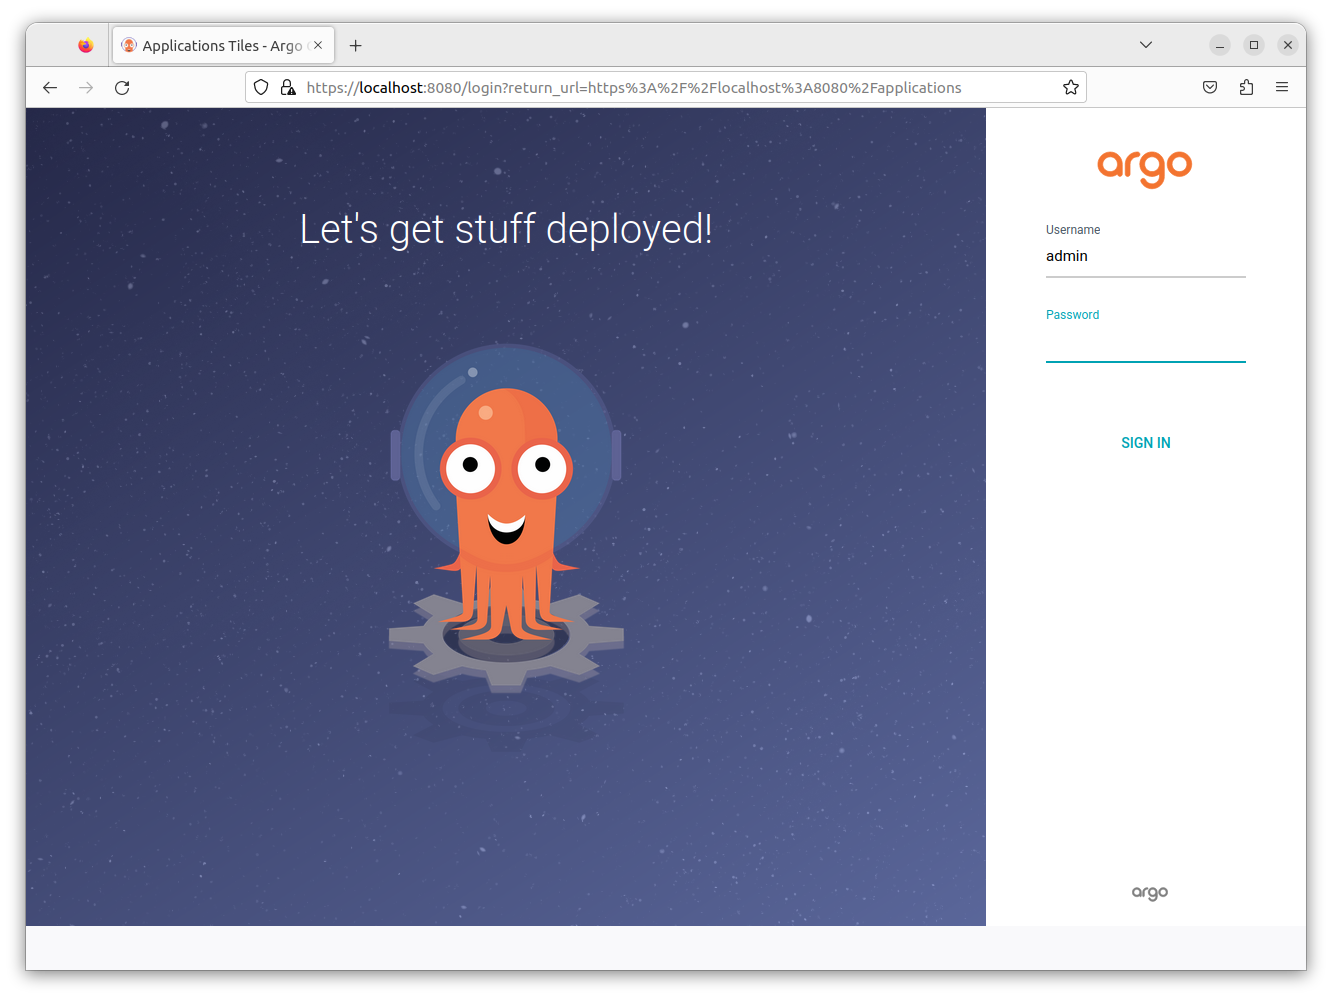 Applications Tiles - Argo
https://localhost:8080/login?return_url=https%3A%2F%2Flocalhost%3A8080%2Fapplications
Let's get stuff deployed!
argo
Username
admin
Password
SIGN IN
argo